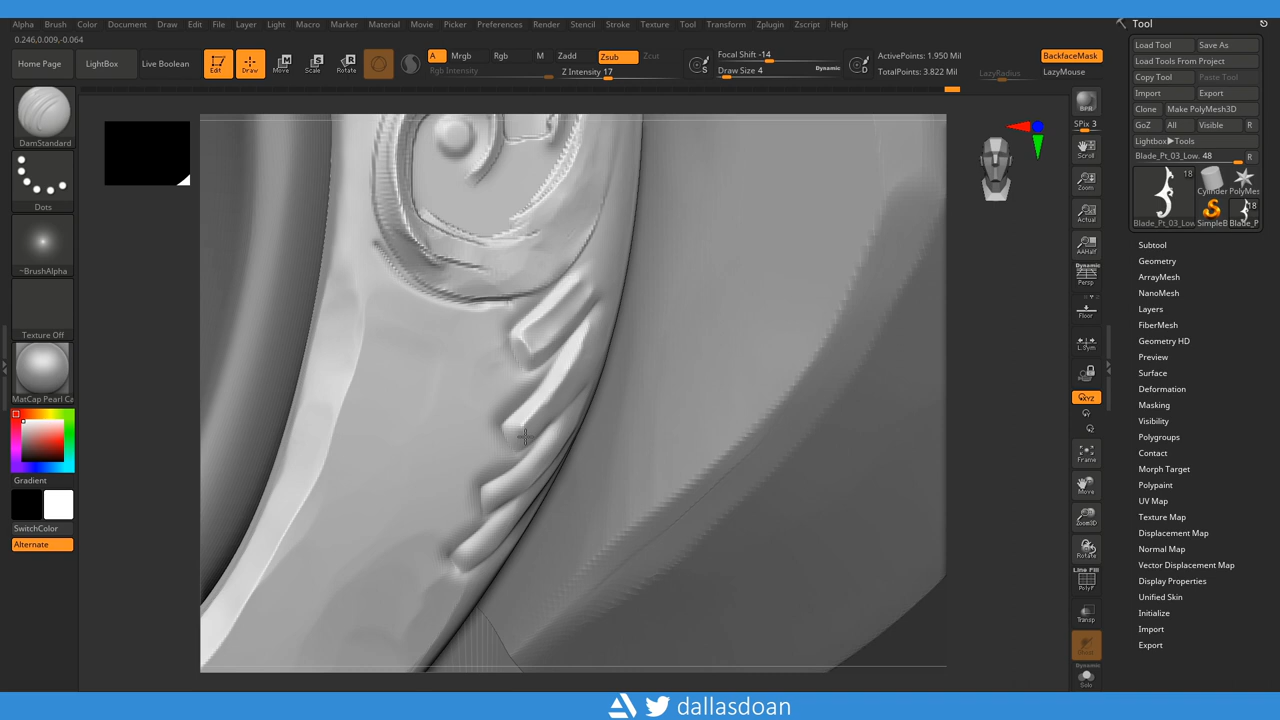 Alpha Brush Color Document Draw Edit File Layer Light Macro Marker Material Movie Picker Preferences Render Stencil Stroke Texture Tool Transform Zplugin Zscript Help
0.246,0.009,-0.064
Home Page
LightBox
Live Boolean
Edit
Draw
Move
Scale
Rotate
A
Mrgb
Rgb
M
Zadd
Zsub
Zcut
Rgb Intensity
Z Intensity 17
S
Focal Shift -14
Draw Size 4
Dynamic
D
ActivePoints: 1.950 Mil
TotalPoints: 3.822 Mil
LazyRadius
BackfaceMask
LazyMouse
DamStandard
Dots
~BrushAlpha
Texture Off
MatCap Pearl Ca
Gradient
SwitchColor
Alternate
BPR
SPix 3
Scroll
Zoom
Actual
AAHalf
Dynamic
Persp
Floor
L.Sym
XYZ
Frame
Move
Zoom3D
Rotate
Line Fill
PolyF
Transp
Dynamic
Solo
Tool
Load Tool Save As
Load Tools From Project
Copy Tool Paste Tool
Import Export
Clone Make PolyMesh3D
GoZ All Visible R
Lightbox▶Tools
Blade_Pt_03_Low. 48 R
18
Cylinder PolyMes
18
Blade_Pt_03_Low SimpleB Blade_P
Subtool
Geometry
ArrayMesh
NanoMesh
Layers
FiberMesh
Geometry HD
Preview
Surface
Deformation
Masking
Visibility
Polygroups
Contact
Morph Target
Polypaint
UV Map
Texture Map
Displacement Map
Normal Map
Vector Displacement Map
Display Properties
Unified Skin
Initialize
Import
Export
dallasdoan